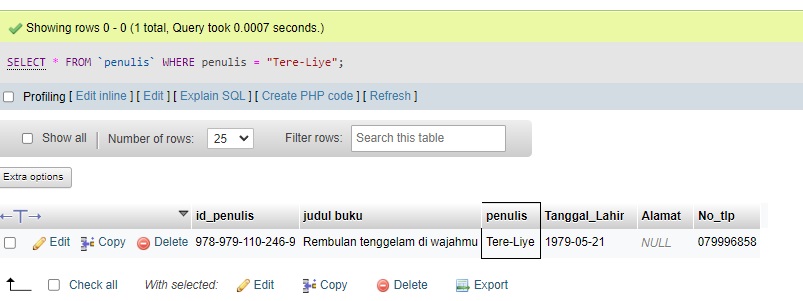 Showing rows 0 - 0 (1 total, Query took 0.0007 seconds.)
SELECT * FROM `penulis` WHERE penulis = "Tere-Liye";
Profiling [ Edit inline ] [ Edit ] [ Explain SQL ] [ Create PHP code ] [ Refresh ]
Show all | Number of rows: 25 Filter rows: Search this table
Extra options
←T→ id_penulis judul buku penulis Tanggal_Lahir Alamat No_tlp
Edit Copy Delete 978-979-110-246-9 Rembulan tenggelam di wajahmu Tere-Liye 1979-05-21 NULL 079996858
Check all With selected: Edit Copy Delete Export